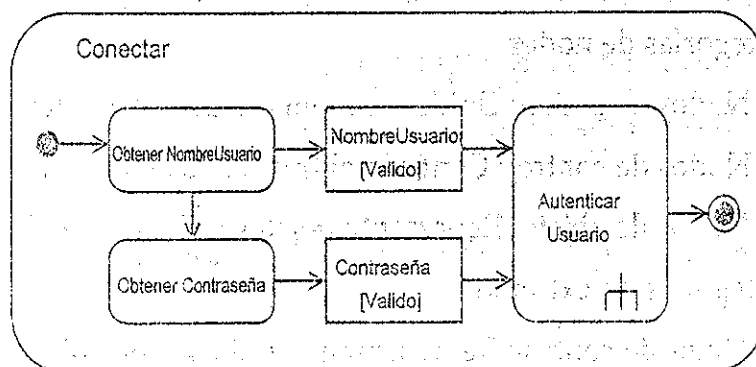 Conectar
Obtener NombreUsuario
NombreUsuario
[Valido]
Autenticar
Usuario
Obtener Contraseña
Contraseña
[Valido]